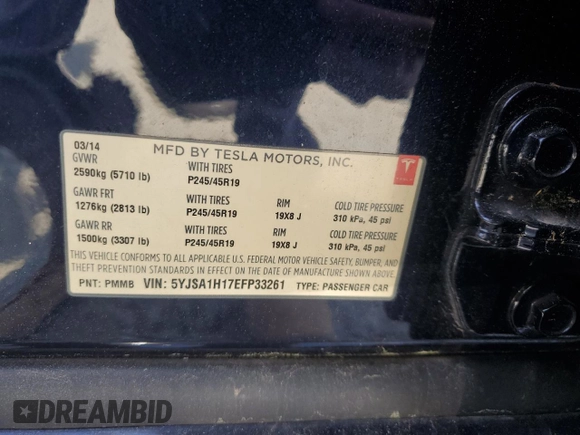 03/14 MFD BY TESLA MOTORS, INC.
GVWR WITH TIRES
2590kg (5710 lb) P245/45R19 TESLA
GAWR FRT WITH TIRES RIM COLD TIRE PRESSURE
1276kg (2813 lb) P245/45R19 19X8 J 310 kPa, 45 psi
GAWR RR WITH TIRES RIM COLD TIRE PRESSURE
1500kg (3307 lb) P245/45R19 19X8 J 310 kPa, 45 psi
THIS VEHICLE CONFORMS TO ALL APPLICABLE U.S. FEDERAL MOTOR VEHICLE SAFETY, BUMPER, AND
THEFT PREVENTION STANDARDS IN EFFECT ON THE DATE OF MANUFACTURE SHOWN ABOVE.
PNT: PMMB VIN: 5YJSA1H17EFP33261 TYPE: PASSENGER CAR
DREAMBID